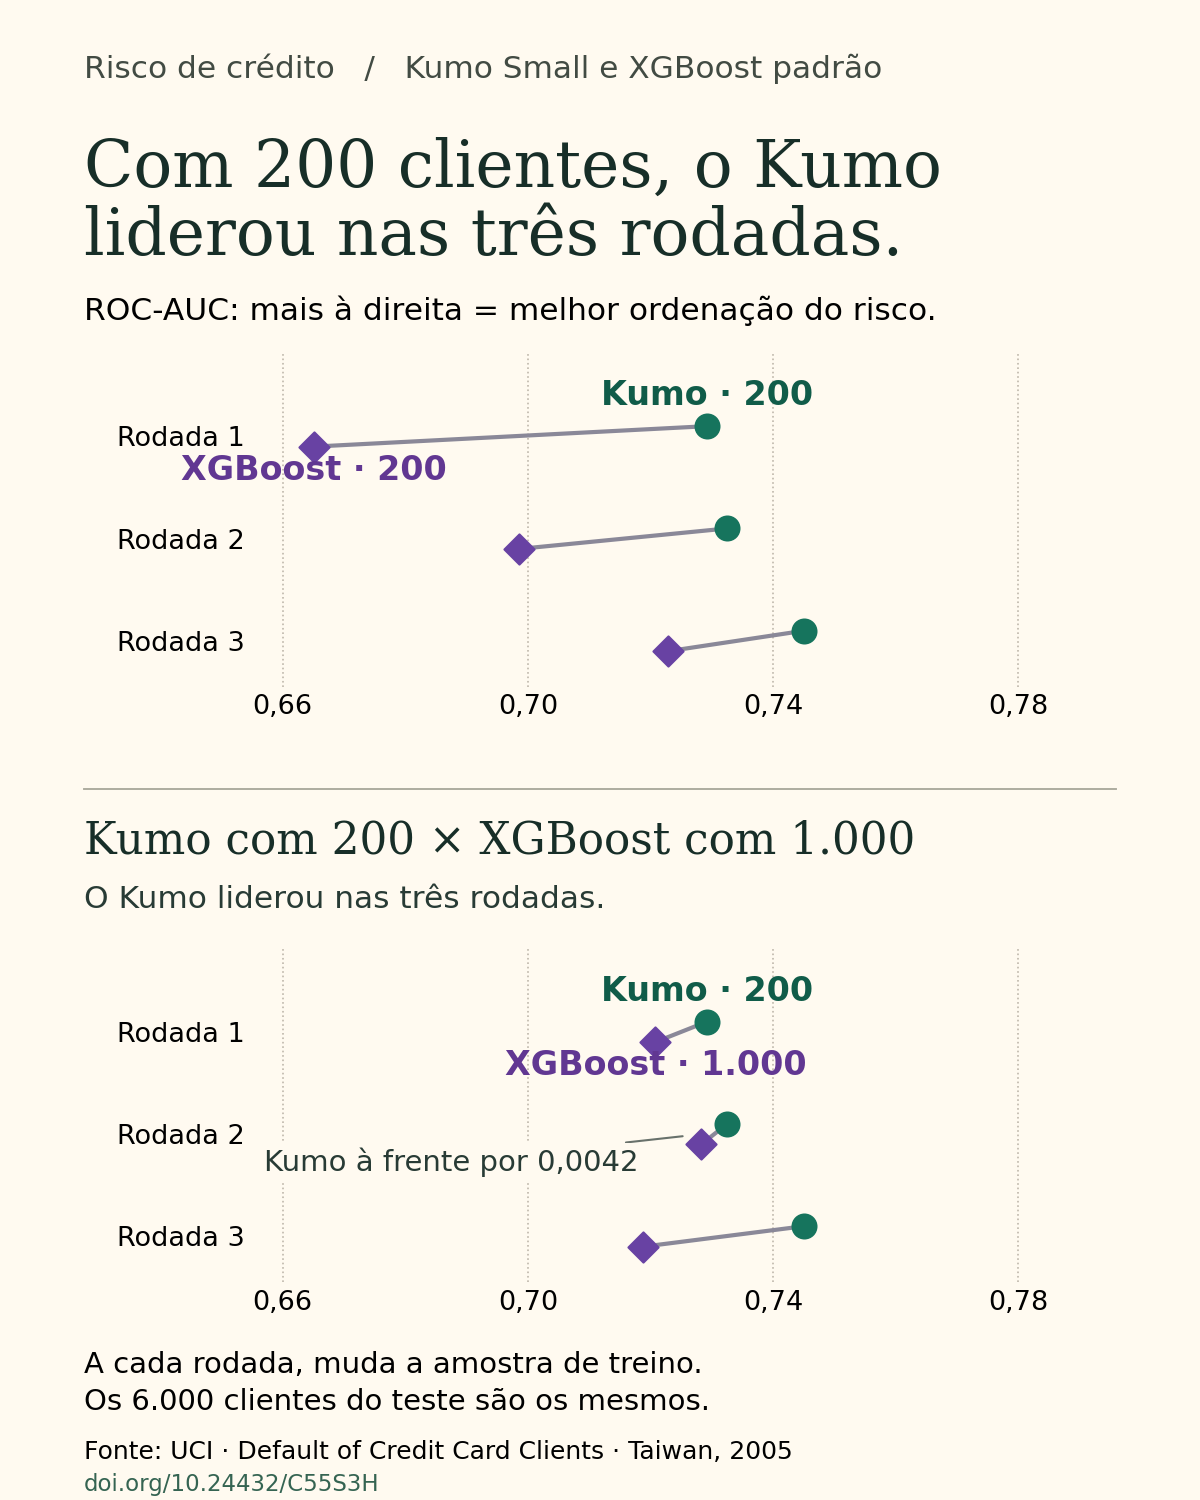 Risco de crédito / Kumo Small e XGBoost padrão
Com 200 clientes, o Kumo
liderou nas três rodadas.
ROC-AUC: mais à direita = melhor ordenação do risco.
Kumo · 200
Rodada 1
XGBoost · 200
Rodada 2
Rodada 3
0,66 0,70 0,74 0,78
Kumo com 200 × XGBoost com 1.000
O Kumo liderou nas três rodadas.
Kumo · 200
Rodada 1
XGBoost · 1.000
Rodada 2
Kumo à frente por 0,0042
Rodada 3
0,66 0,70 0,74 0,78
A cada rodada, muda a amostra de treino.
Os 6.000 clientes do teste são os mesmos.
Fonte: UCI · Default of Credit Card Clients · Taiwan, 2005
doi.org/10.24432/C55S3H